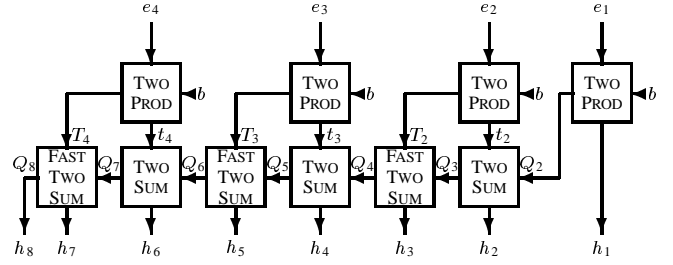 e₄ e₃ e₂ e₁
TWO PROD b TWO PROD b TWO PROD b TWO PROD b
T₄ t₄ T₃ t₃ T₂ t₂
Q₈ FAST TWO SUM Q₇ TWO SUM Q₆ FAST TWO SUM Q₅ TWO SUM Q₄ FAST TWO SUM Q₃ TWO SUM Q₂
h₈ h₇ h₆ h₅ h₄ h₃ h₂ h₁